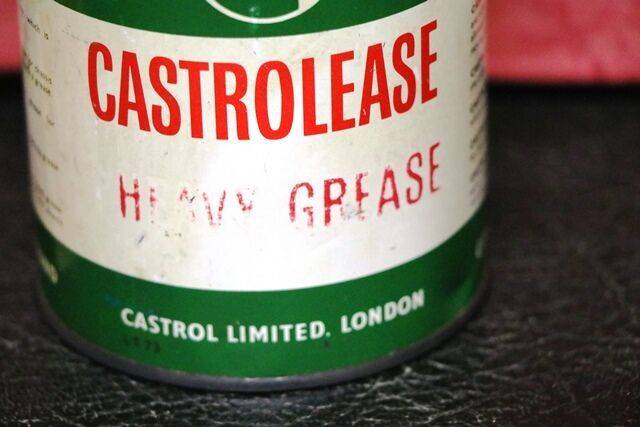 CASTROLEASE
HEAVY GREASE
CASTROL LIMITED. LONDON